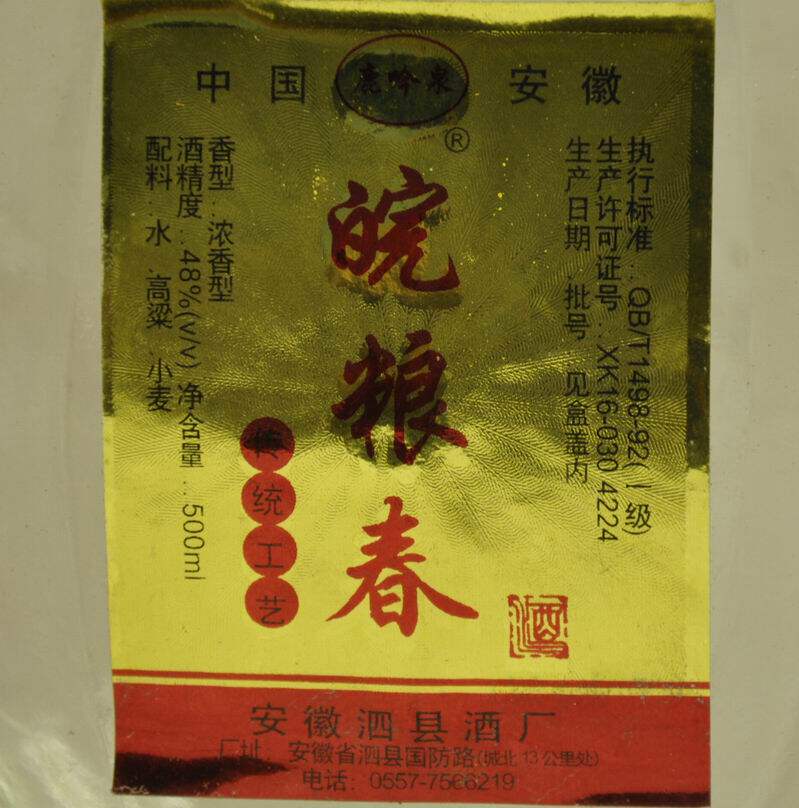 中国 鹿吟泉 安徽
®
执行标准：QB/T1498-92(I级)
生产许可证号：XK16-030 4224
生产日期、批号 见盒盖内
皖粮春
香型：浓香型
酒精度：48%(v/v) 净含量：500ml
配料：水、高粱、小麦
传统工艺
酒
安徽泗县酒厂
厂址：安徽省泗县国防路(城北13公里处)
电话：0557-7566219